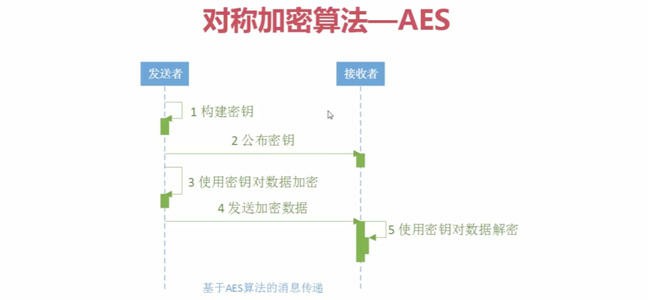 对称加密算法—AES
发送者
接收者
1 构建密钥
2 公布密钥
3 使用密钥对数据加密
4 发送加密数据
5 使用密钥对数据解密
基于AES算法的消息传递